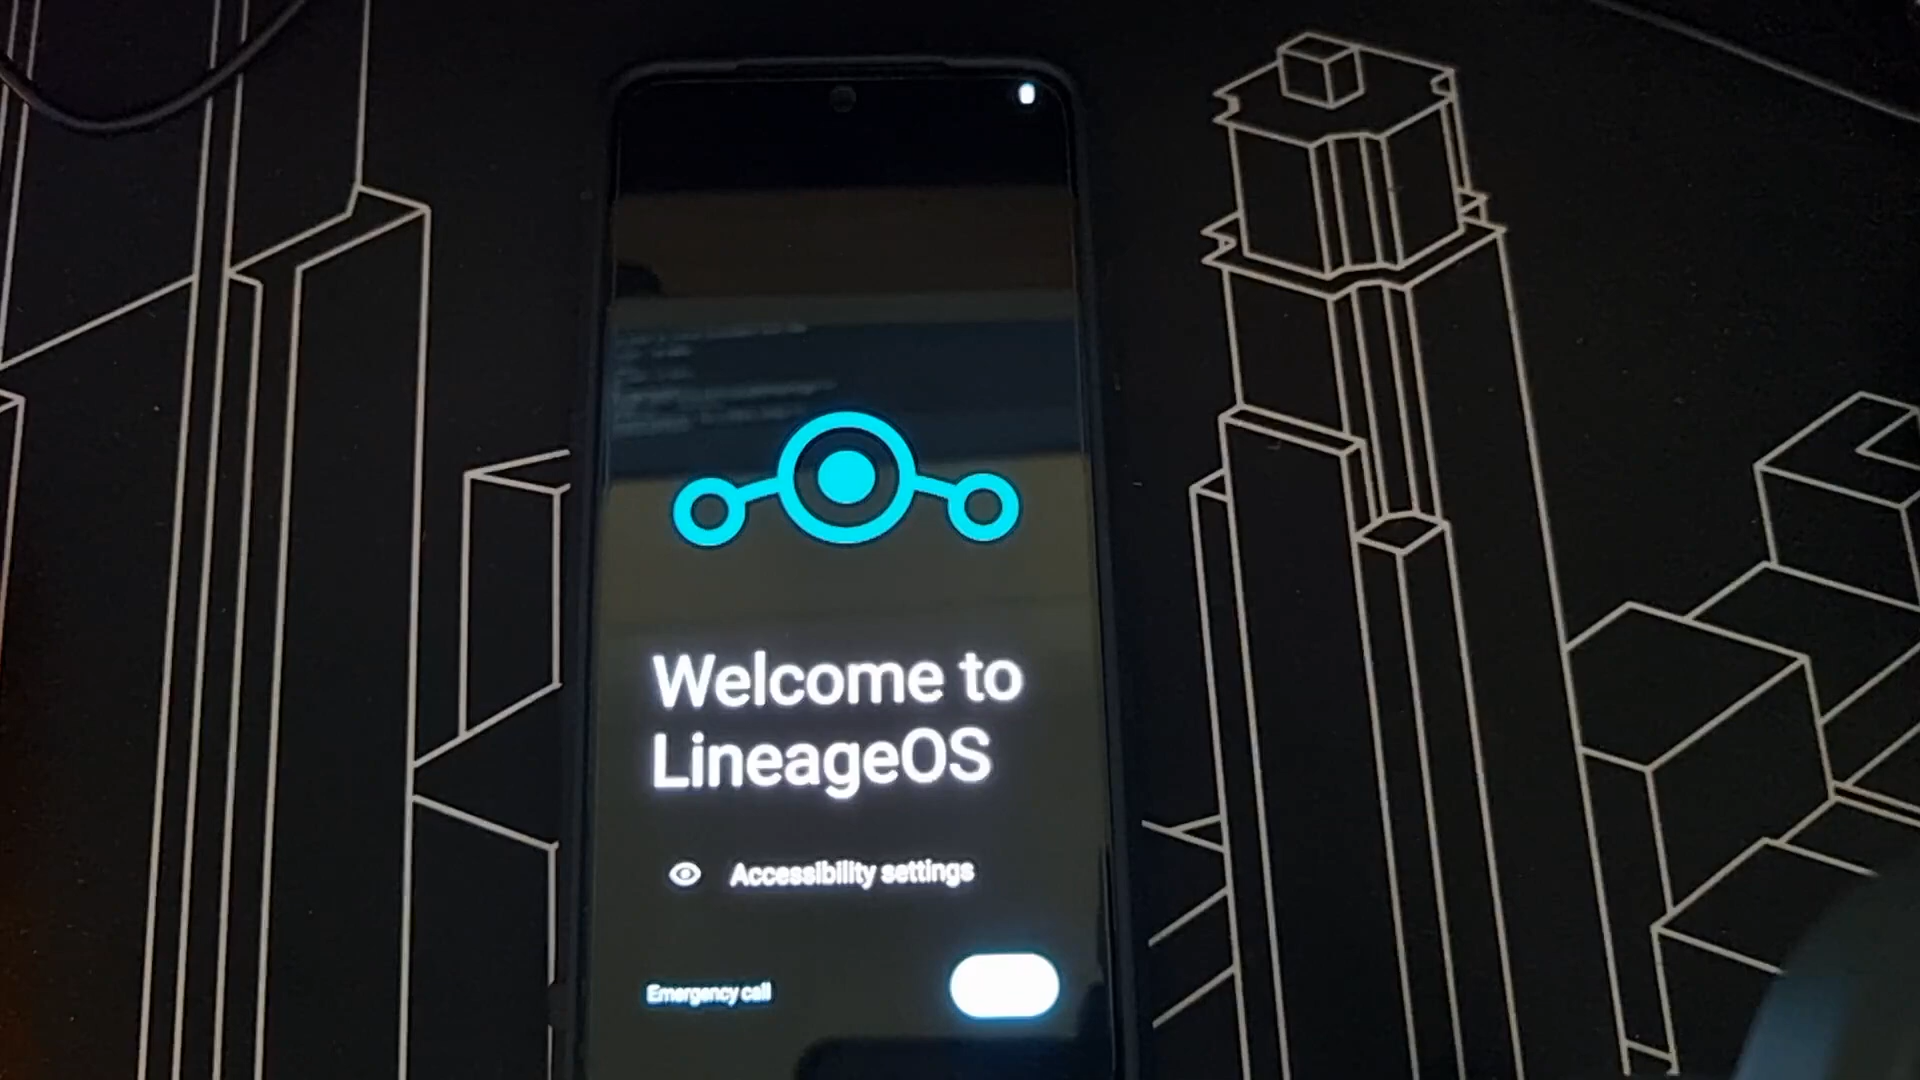 Welcome to
LineageOS
Accessibility settings
Emergency call